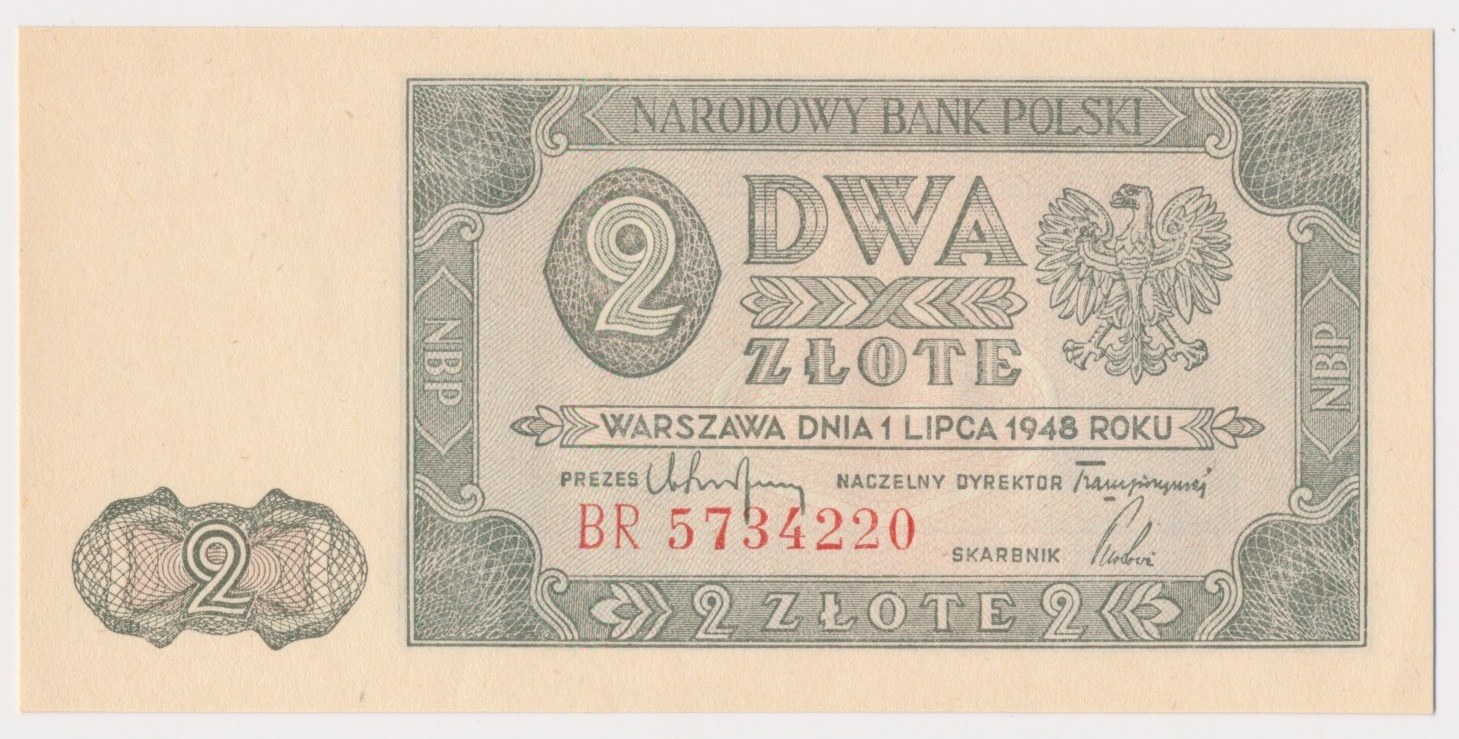 NARODOWY BANK POLSKI
2 DWA
ZŁOTE
NBP
NBP
WARSZAWA DNIA 1 LIPCA 1948 ROKU
PREZES NACZELNY DYREKTOR
BR 5734220
SKARBNIK
2
2 ZŁOTE 2